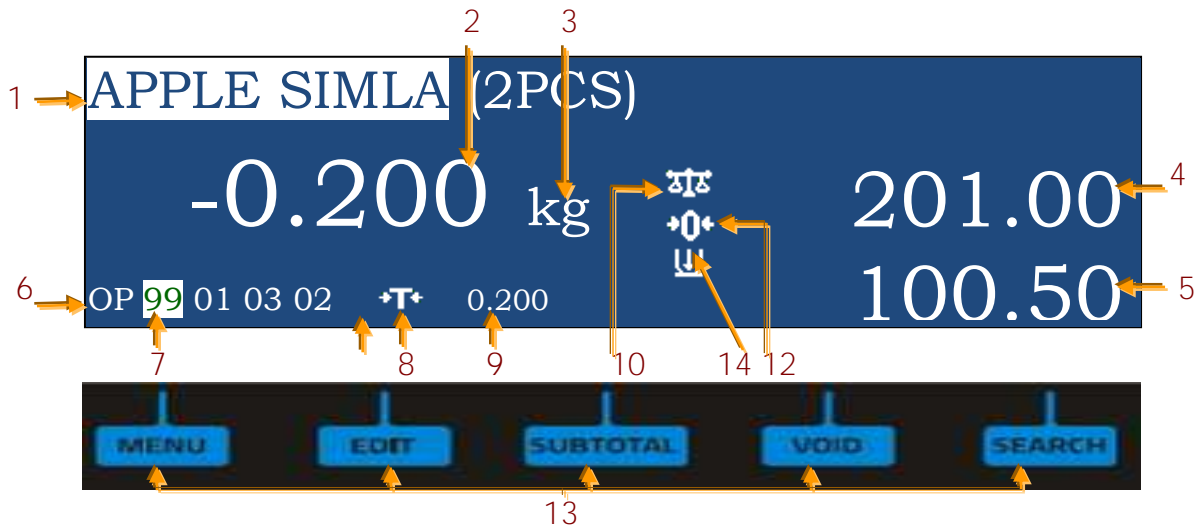 2 3
1 APPLE SIMLA (2PCS)
-0.200 kg 201.00 4
6 OP 99 01 03 02 T 0.200 100.50 5
7 8 9 10 14 12
MENU EDIT SUBTOTAL VOID SEARCH
13